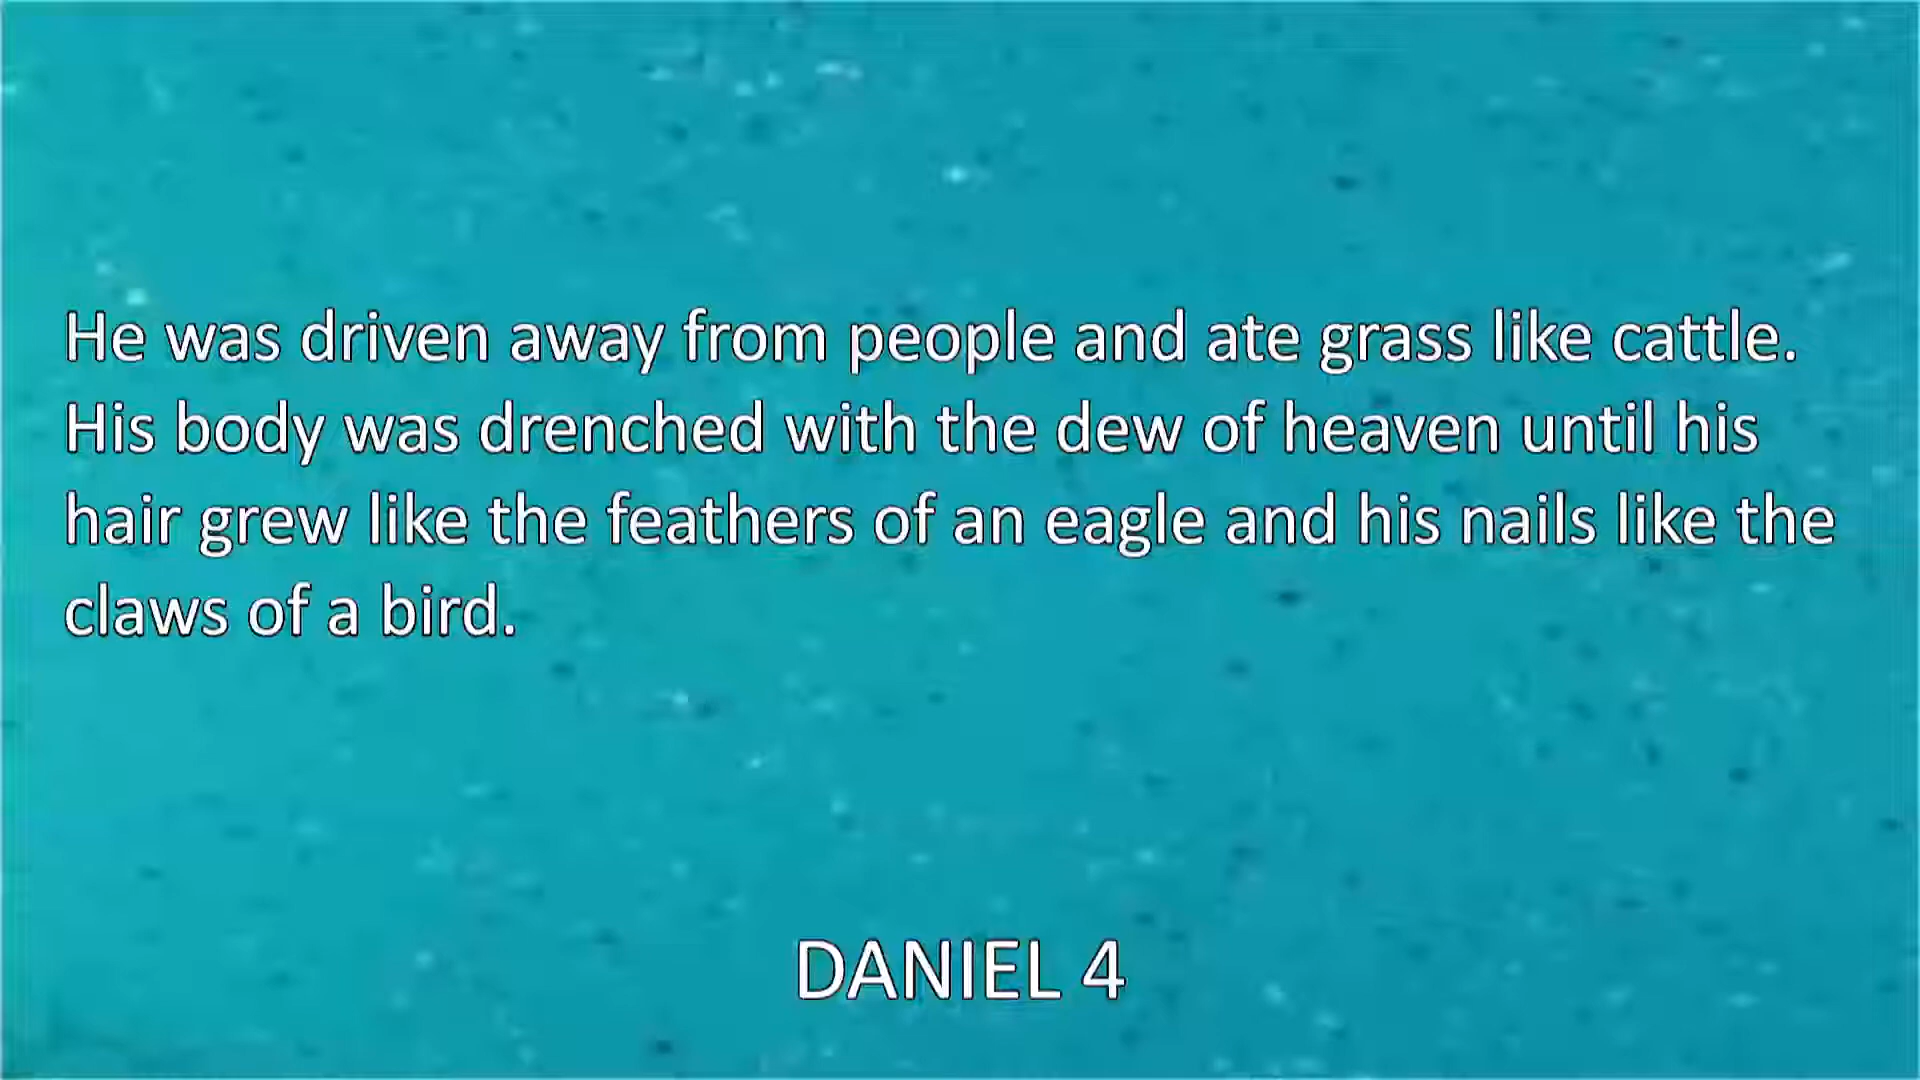 He was driven away from people and ate grass like cattle.
His body was drenched with the dew of heaven until his
hair grew like the feathers of an eagle and his nails like the
claws of a bird.
DANIEL 4